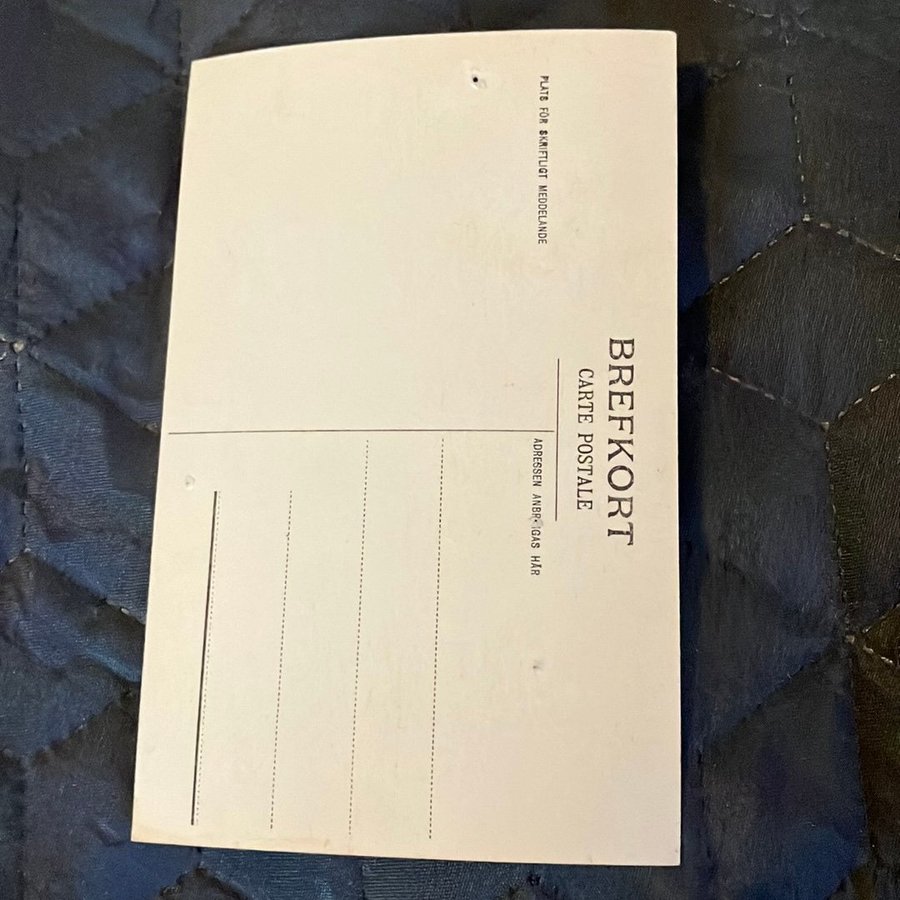 BREFKORT
CARTE POSTALE
PLATS FÖR SKRIFTLIGT MEDDELANDE
ADRESSEN ANBRINGAS HÄR